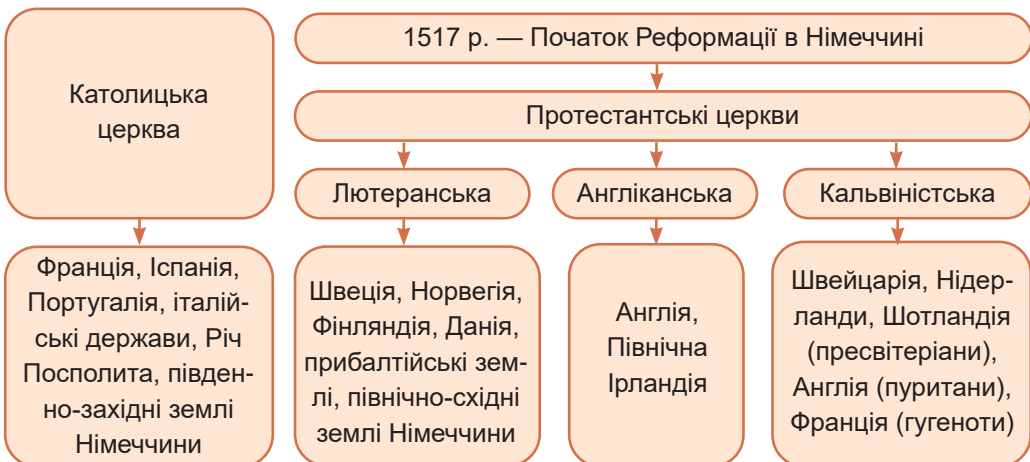 Католицька
церква
1517 р. — Початок Реформації в Німеччині
Протестантські церкви
Лютеранська
Англіканська
Кальвіністська
Франція, Іспанія,
Португалія, італій-
ські держави, Річ
Посполита, півден-
но-західні землі
Німеччини
Швеція, Норвегія,
Фінляндія, Данія,
прибалтійські зем-
лі, північно-східні
землі Німеччини
Англія,
Північна
Ірландія
Швейцарія, Нідер-
ланди, Шотландія
(пресвітеріани),
Англія (пуритани),
Франція (гугеноти)